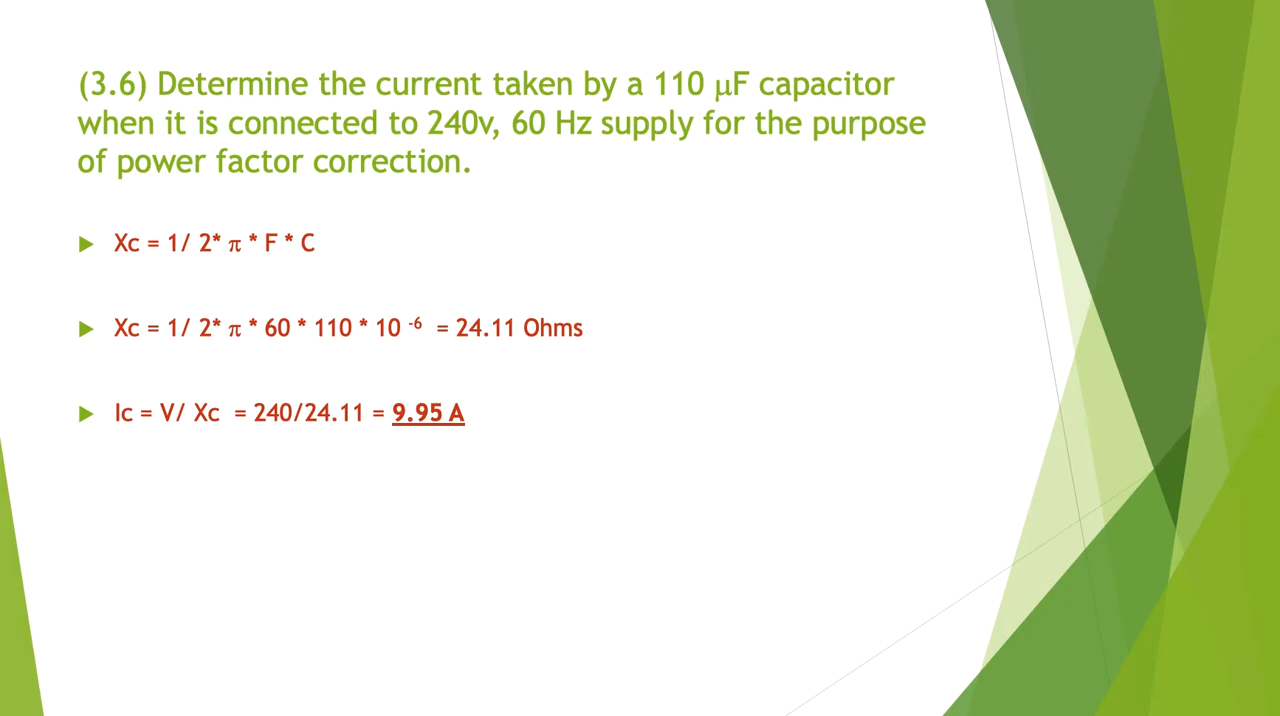 (3.6) Determine the current taken by a 110 μF capacitor
when it is connected to 240v, 60 Hz supply for the purpose
of power factor correction.
Xc = 1/ 2* π * F * C
Xc = 1/ 2* π * 60 * 110 * 10 ⁻⁶ = 24.11 Ohms
Ic = V/ Xc = 240/24.11 = 9.95 A